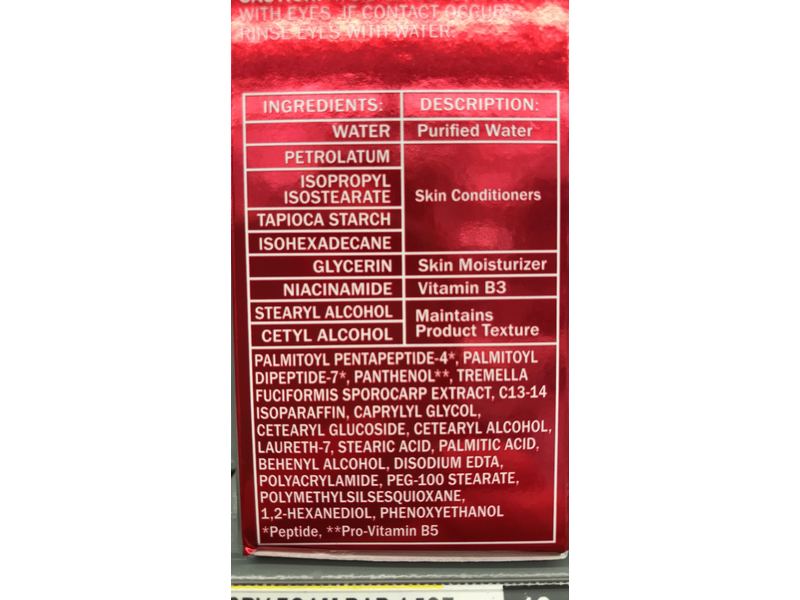 WITH EYES. IF CONTACT OCCURS,
RINSE EYES WITH WATER.
INGREDIENTS: DESCRIPTION:
WATER Purified Water
PETROLATUM
ISOPROPYL
ISOSTEARATE
Skin Conditioners
TAPIOCA STARCH
ISOHEXADECANE
GLYCERIN Skin Moisturizer
NIACINAMIDE Vitamin B3
STEARYL ALCOHOL
CETYL ALCOHOL
Maintains
Product Texture
PALMITOYL PENTAPEPTIDE-4*, PALMITOYL
DIPEPTIDE-7*, PANTHENOL**, TREMELLA
FUCIFORMIS SPOROCARP EXTRACT, C13-14
ISOPARAFFIN, CAPRYLYL GLYCOL,
CETEARYL GLUCOSIDE, CETEARYL ALCOHOL,
LAURETH-7, STEARIC ACID, PALMITIC ACID,
BEHENYL ALCOHOL, DISODIUM EDTA,
POLYACRYLAMIDE, PEG-100 STEARATE,
POLYMETHYLSILSESQUIOXANE,
1,2-HEXANEDIOL, PHENOXYETHANOL
*Peptide, **Pro-Vitamin B5